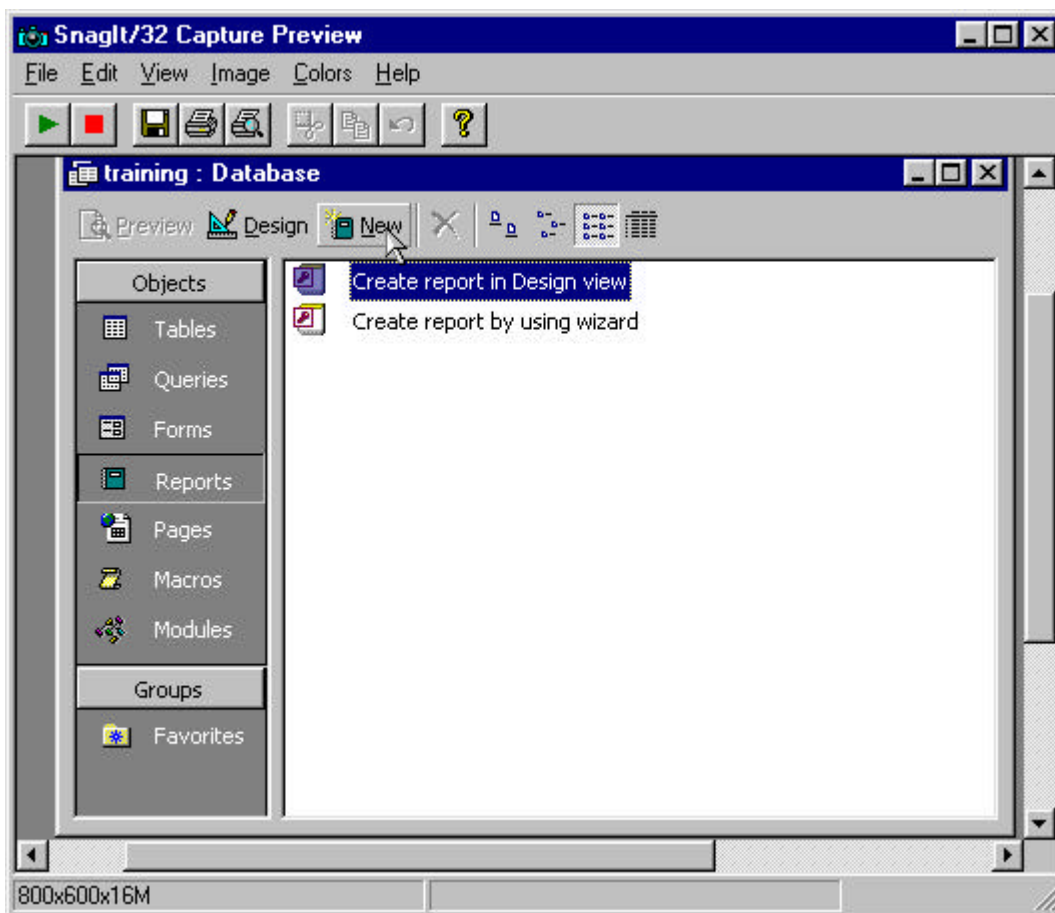 SnagIt/32 Capture Preview
File Edit View Image Colors Help
training : Database
Preview Design New
Objects
Create report in Design view
Create report by using wizard
Tables
Queries
Forms
Reports
Pages
Macros
Modules
Groups
Favorites
800x600x16M